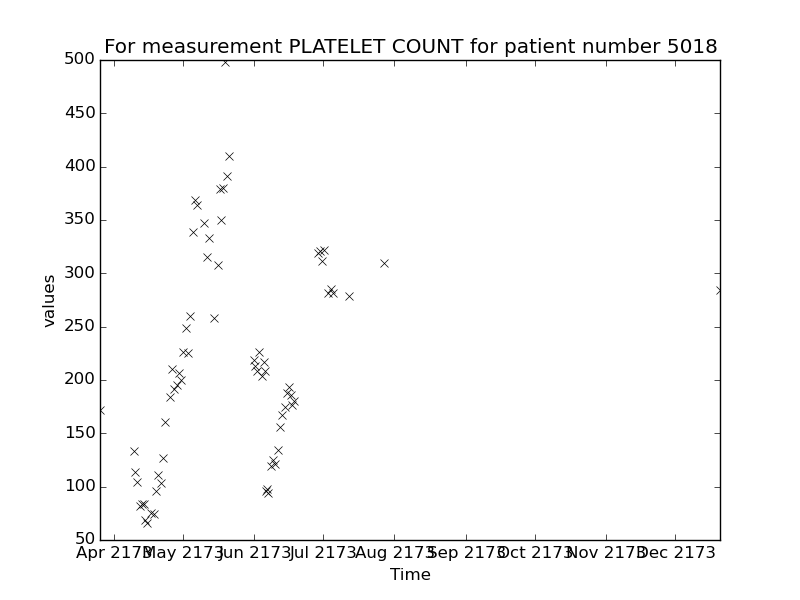 For measurement PLATELET COUNT for patient number 5018
500
450
400
350
300
250
200
150
100
50
values
Apr 2173 May 2173 Jun 2173 Jul 2173 Aug 2173 Sep 2173 Oct 2173 Nov 2173 Dec 2173
Time